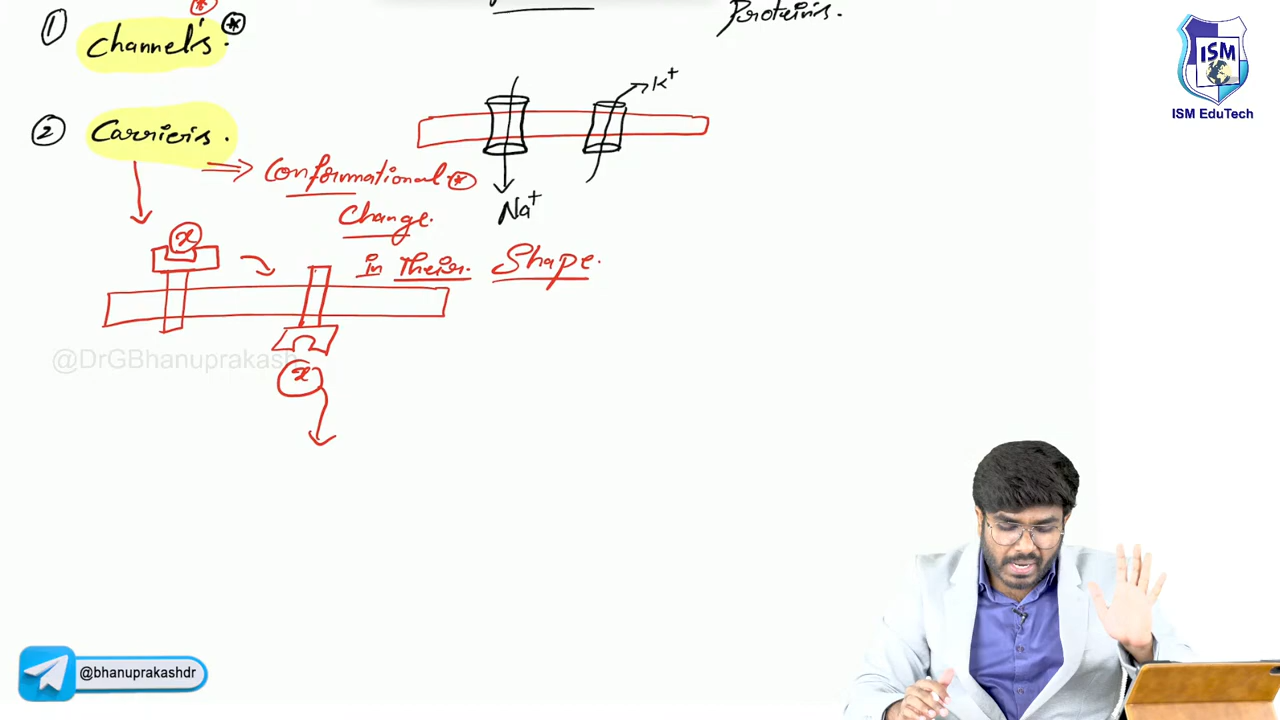 Proteins.
① Channels.
② Carriers.
K+
Na+
⇒ Conformational
Change.
in Their Shape.
x
x
@DrGBhanuprakash
@bhanuprakashdr
ISM
ISM EduTech